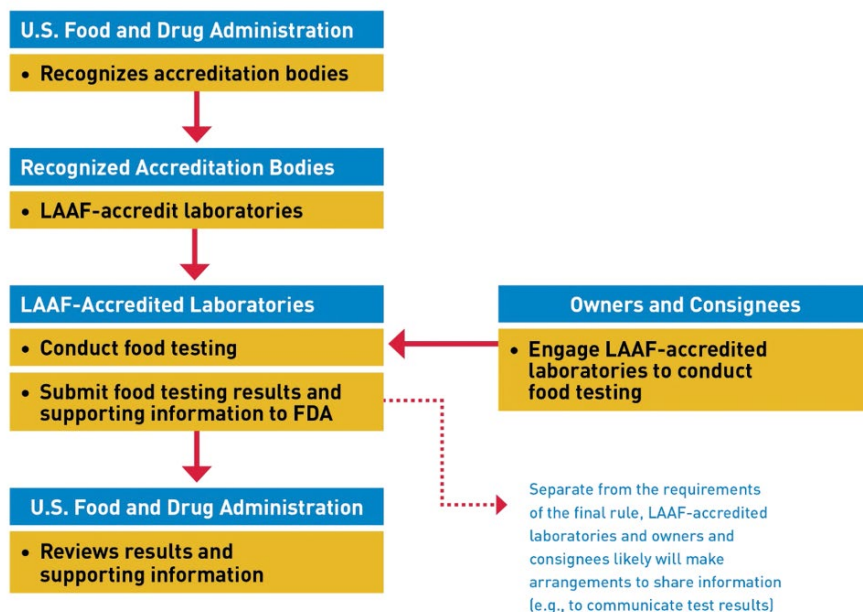 U.S. Food and Drug Administration
• Recognizes accreditation bodies
Recognized Accreditation Bodies
• LAAF-accredit laboratories
LAAF-Accredited Laboratories
• Conduct food testing
• Submit food testing results and
supporting information to FDA
Owners and Consignees
• Engage LAAF-accredited
laboratories to conduct
food testing
U.S. Food and Drug Administration
• Reviews results and
supporting information
Separate from the requirements
of the final rule, LAAF-accredited
laboratories and owners and
consignees likely will make
arrangements to share information
(e.g., to communicate test results)